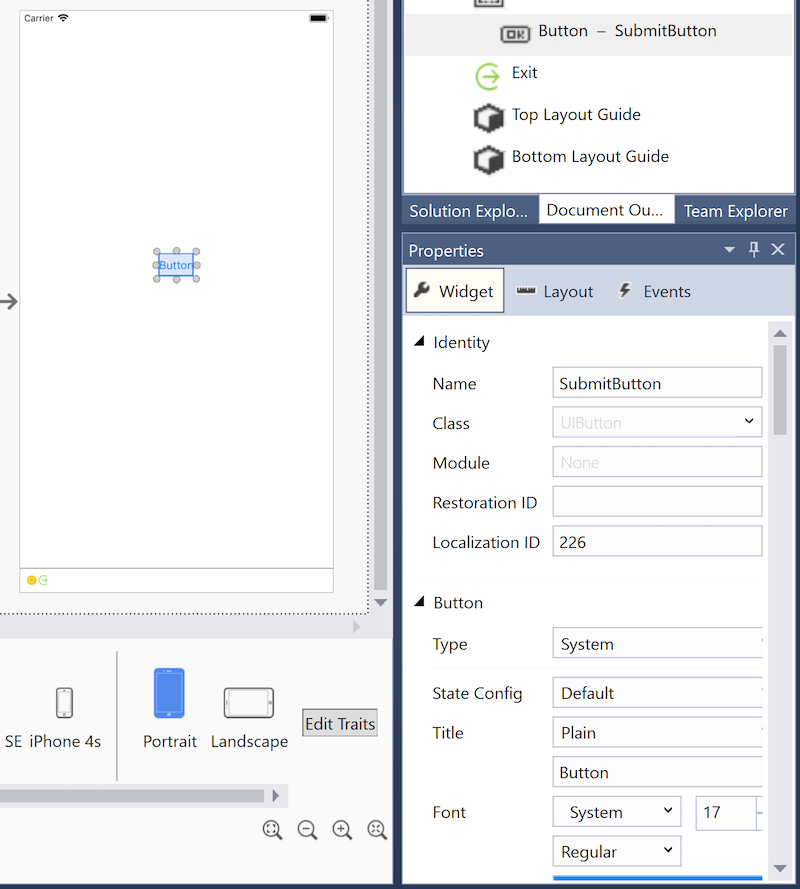 Carrier
Button
SE iPhone 4s
Portrait
Landscape
Edit Traits
Button – SubmitButton
Exit
Top Layout Guide
Bottom Layout Guide
Solution Explo...
Document Ou...
Team Explorer
Properties
Widget
Layout
Events
Identity
Name SubmitButton
Class UIButton
Module None
Restoration ID
Localization ID 226
Button
Type System
State Config Default
Title Plain
Button
Font System 17
Regular